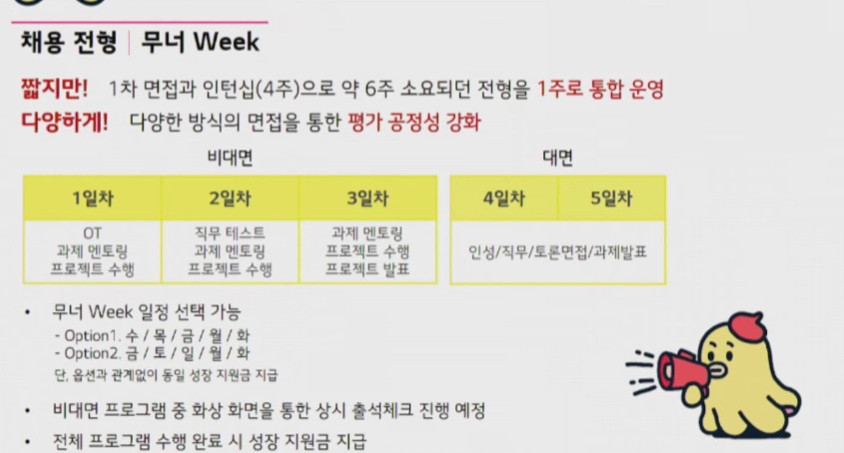 채용 전형 | 무너 Week
짧지만! 1차 면접과 인턴십(4주)으로 약 6주 소요되던 전형을 1주로 통합 운영
다양하게! 다양한 방식의 면접을 통한 평가 공정성 강화
비대면 대면
1일차 2일차 3일차 4일차 5일차
OT 직무 테스트 과제 멘토링
과제 멘토링 과제 멘토링 프로젝트 수행 인성/직무/토론면접/과제발표
프로젝트 수행 프로젝트 수행 프로젝트 발표
• 무너 Week 일정 선택 가능
- Option1. 수 / 목 / 금 / 월 / 화
- Option2. 금 / 토 / 일 / 월 / 화
단, 옵션과 관계없이 동일 성장 지원금 지급
• 비대면 프로그램 중 화상 화면을 통한 상시 출석체크 진행 예정
• 전체 프로그램 수행 완료 시 성장 지원금 지급